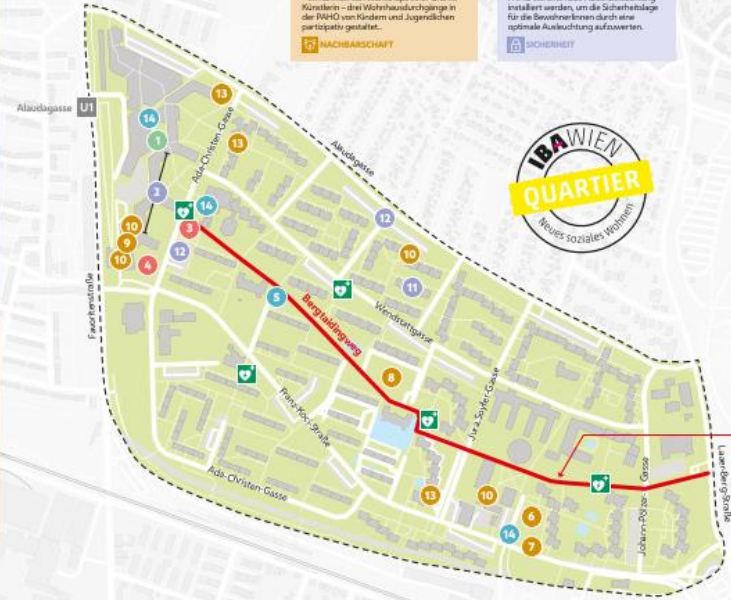 Künstlerin – drei Wohnhausdurchgänge in
der PAHO von Kindern und Jugendlichen
partizipativ gestaltet..
NACHBARSCHAFT
installiert werden, um die Sicherheitslage
für die BewohnerInnen durch eine
optimale Ausleuchtung aufzuwerten.
SICHERHEIT
Alaudagasse U1
13
14
1
13
Ada-Christen-Gasse
Alaudagasse
IBA WIEN
QUARTIER
Neues soziales Wohnen
2
14
3
12
10
9
10
4
12
10
11
Favoritenstraße
5
Bergtaidingweg
Wendstattgasse
8
Franz-Koci-Straße
Jura-Soyfer-Gasse
Ada-Christen-Gasse
13
10
6
14
7
Johann-Pölzer-Gasse
Laaer-Berg-Straße